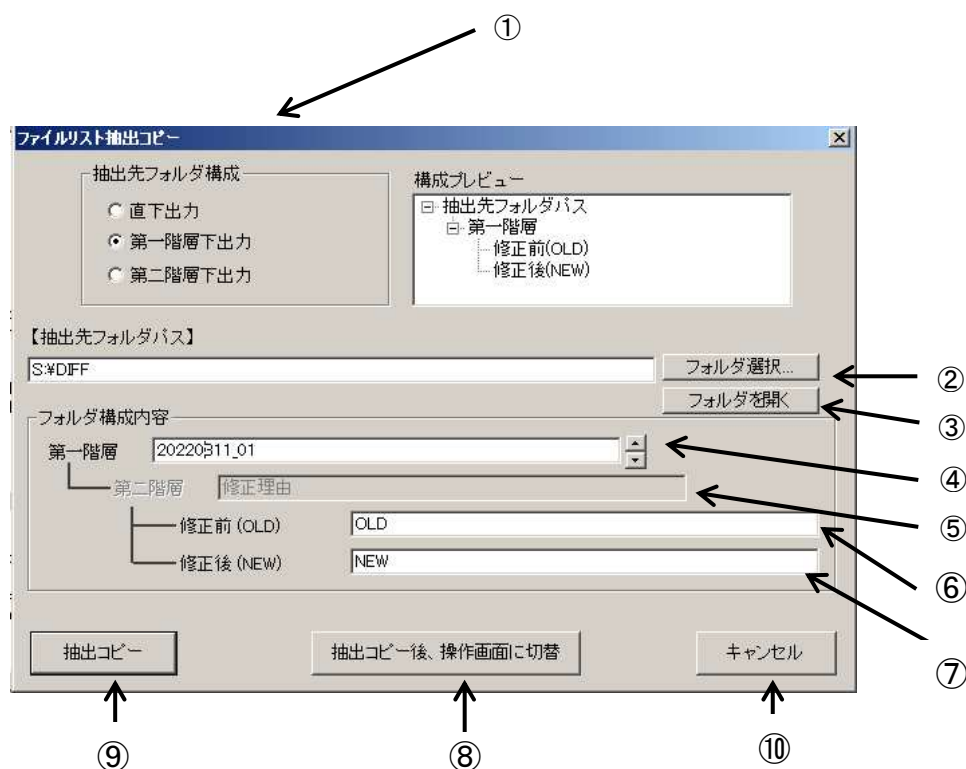 ①
ファイルリスト抽出コピー
抽出先フォルダ構成
直下出力
第一階層下出力
第二階層下出力
構成プレビュー
抽出先フォルダパス
第一階層
修正前(OLD)
修正後(NEW)
【抽出先フォルダパス】
S:¥DIFF
フォルダ選択...
②
フォルダを開く
③
フォルダ構成内容
第一階層
20220311_01
④
第二階層
修正理由
⑤
修正前 (OLD)
OLD
⑥
修正後 (NEW)
NEW
⑦
抽出コピー
抽出コピー後、操作画面に切替
キャンセル
⑨
⑧
⑩